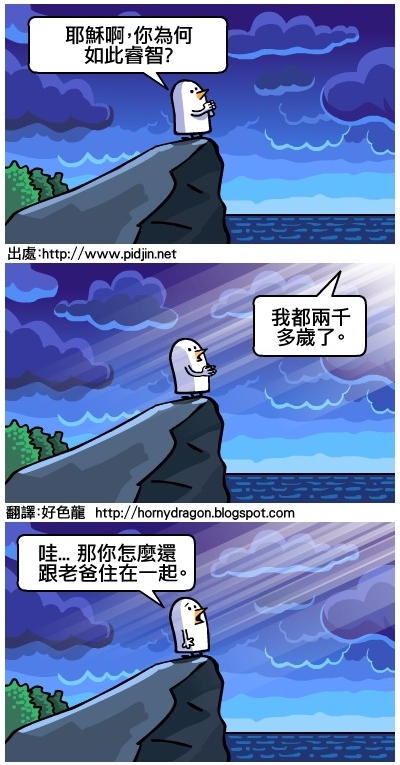 耶穌啊,你為何
如此睿智?
出處:http://www.pidjin.net
我都兩千
多歲了。
翻譯:好色龍 http://hornydragon.blogspot.com
哇... 那你怎麼還
跟老爸住在一起。